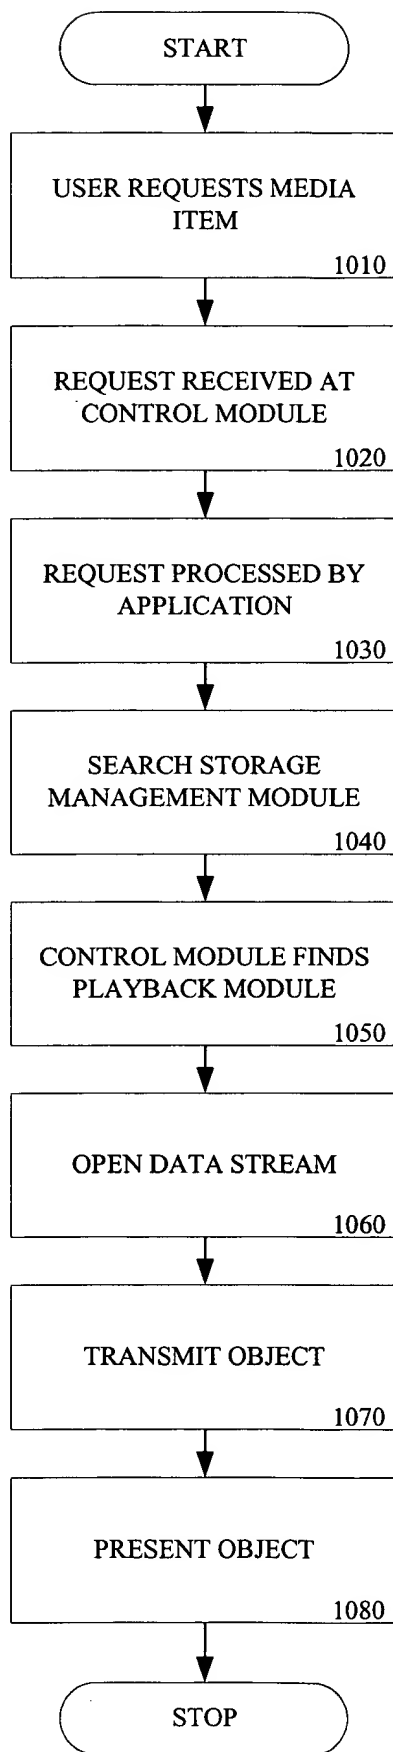 START
USER REQUESTS MEDIA
ITEM
1010
REQUEST RECEIVED AT
CONTROL MODULE
1020
REQUEST PROCESSED BY
APPLICATION
1030
SEARCH STORAGE
MANAGEMENT MODULE
1040
CONTROL MODULE FINDS
PLAYBACK MODULE
1050
OPEN DATA STREAM
1060
TRANSMIT OBJECT
1070
PRESENT OBJECT
1080
STOP